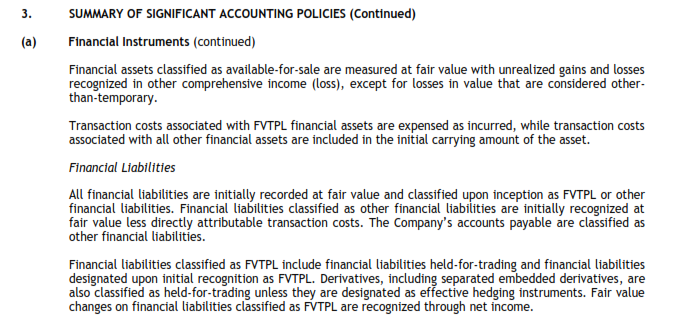 3. SUMMARY OF SIGNIFICANT ACCOUNTING POLICIES (Continued)
(a) Financial Instruments (continued)
Financial assets classified as available-for-sale are measured at fair value with unrealized gains and losses
recognized in other comprehensive income (loss), except for losses in value that are considered other-
than-temporary.
Transaction costs associated with FVTPL financial assets are expensed as incurred, while transaction costs
associated with all other financial assets are included in the initial carrying amount of the asset.
Financial Liabilities
All financial liabilities are initially recorded at fair value and classified upon inception as FVTPL or other
financial liabilities. Financial liabilities classified as other financial liabilities are initially recognized at
fair value less directly attributable transaction costs. The Company's accounts payable are classified as
other financial liabilities.
Financial liabilities classified as FVTPL include financial liabilities held-for-trading and financial liabilities
designated upon initial recognition as FVTPL. Derivatives, including separated embedded derivatives, are
also classified as held-for-trading unless they are designated as effective hedging instruments. Fair value
changes on financial liabilities classified as FVTPL are recognized through net income.